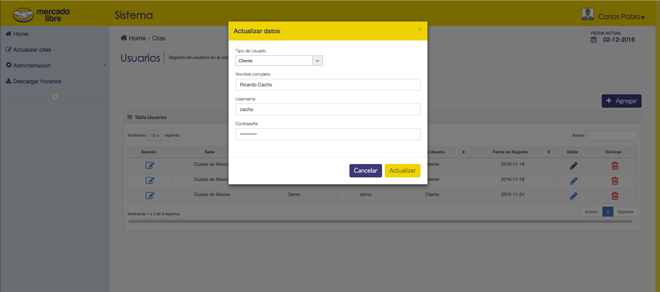 mercado
libre
Sistema
Carlos Pablo
Home
Actualizar citas
Administración
Descargar Horarios
Home Citas
FECHA ACTUAL
02-12-2016
Usuarios
Registro de usuarios en el
Agregar
Tabla Usuarios
Mostrando 10 registros
Buscar:
Sede
Usuario
Fecha de Registro
Editar
Eliminar
Ciudad de México
Cliente
2016-11-18
Ciudad de México
Cliente
2016-11-18
Ciudad de México
Demo
demo
Cliente
2016-11-24
Mostrando 1 a 3 de 3 registros
Anterior
1
Siguiente
Actualizar datos
×
Tipo de Usuario
Cliente
Nombre completo
Ricardo Cacho
Username
cacho
Contraseña
Cancelar
Actualizar